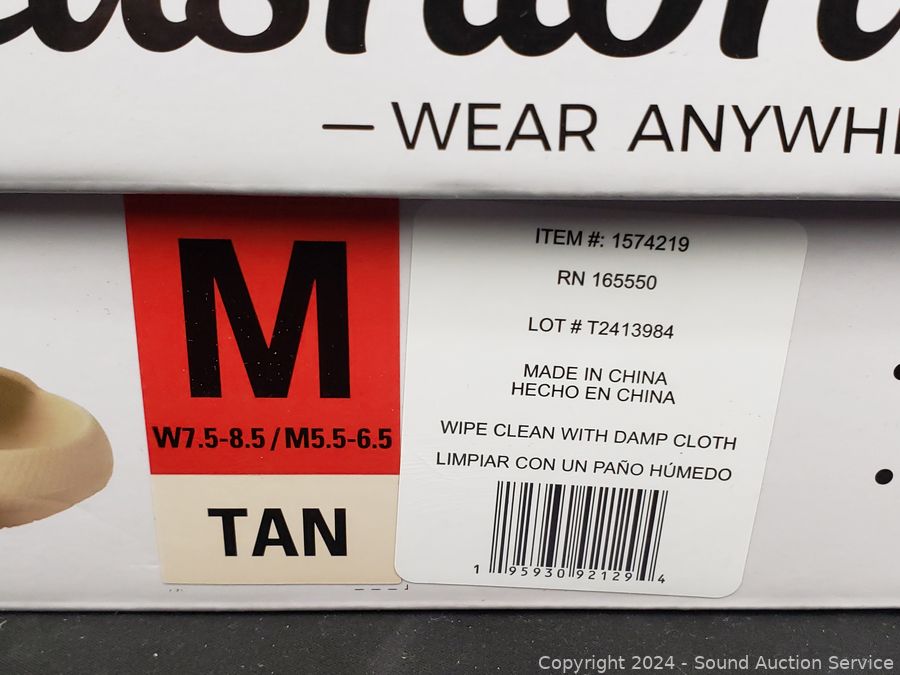 — WEAR ANYWH
M
W7.5-8.5 / M5.5-6.5
TAN
ITEM #: 1574219
RN 165550
LOT # T2413984
MADE IN CHINA
HECHO EN CHINA
WIPE CLEAN WITH DAMP CLOTH
LIMPIAR CON UN PAÑO HÚMEDO
1 95930 92129 4
Copyright 2024 - Sound Auction Service